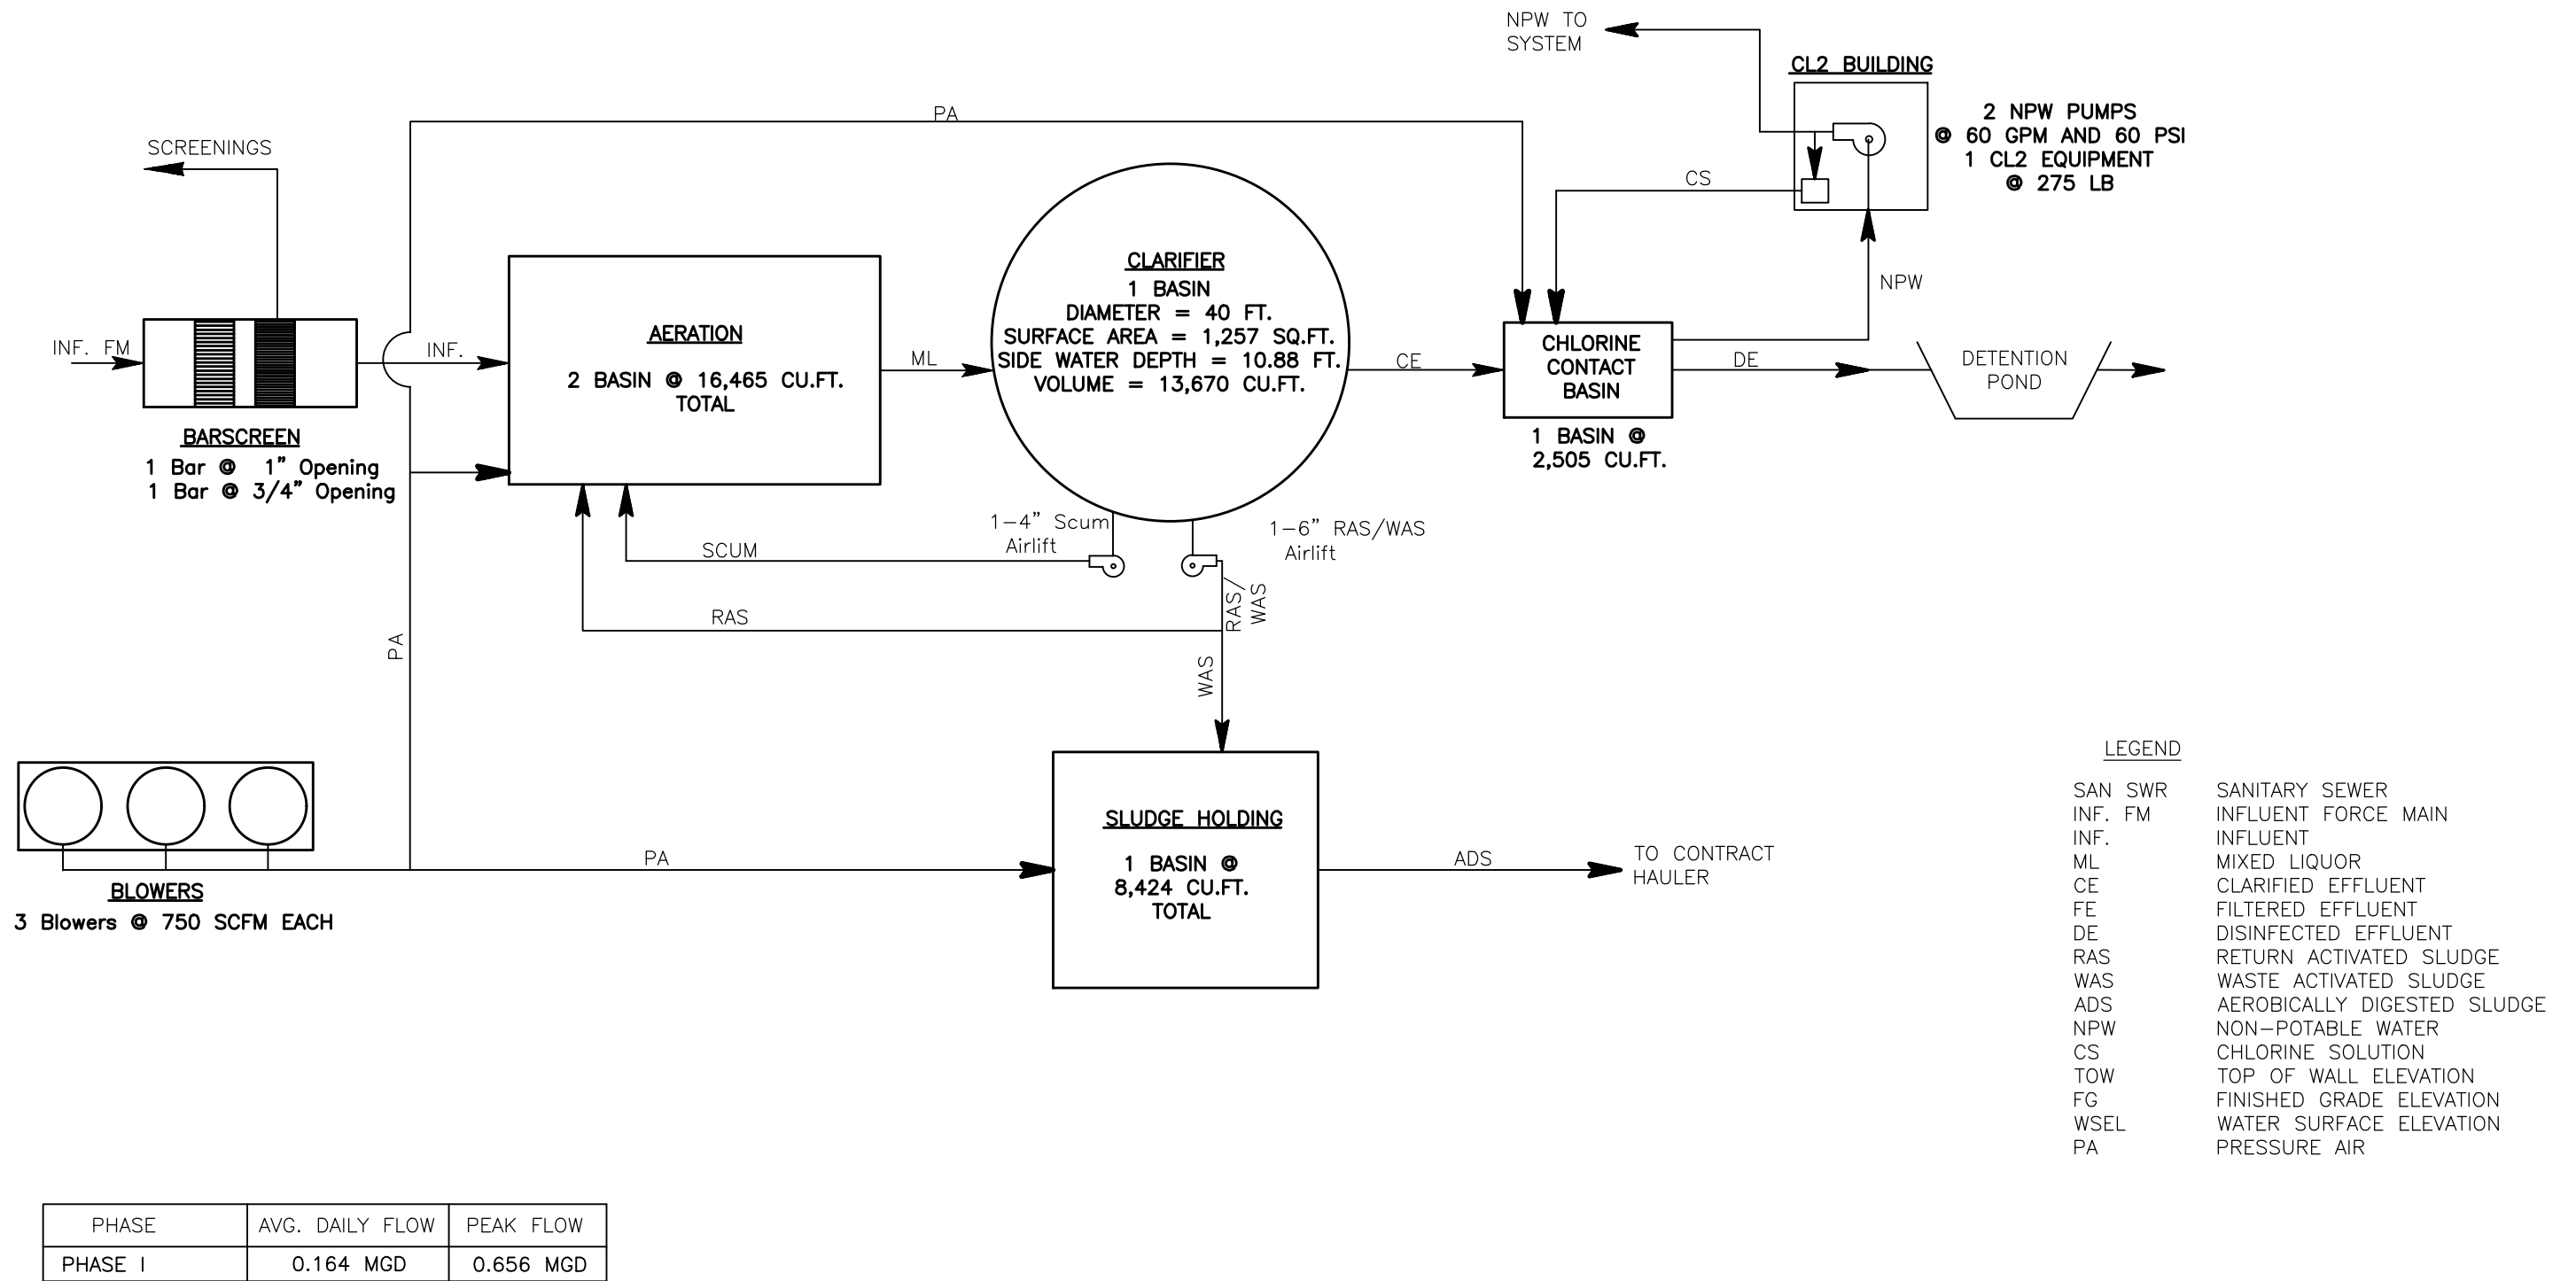 NPW TO
SYSTEM
CL2 BUILDING
2 NPW PUMPS
@ 60 GPM AND 60 PSI
1 CL2 EQUIPMENT
@ 275 LB
PA
SCREENINGS
CS
NPW
INF. FM
BARSCREEN
1 Bar @ 1” Opening
1 Bar @ 3/4” Opening
INF.
AERATION
2 BASIN @ 16,465 CU.FT.
TOTAL
ML
CLARIFIER
1 BASIN
DIAMETER = 40 FT.
SURFACE AREA = 1,257 SQ.FT.
SIDE WATER DEPTH = 10.88 FT.
VOLUME = 13,670 CU.FT.
CE
CHLORINE
CONTACT
BASIN
1 BASIN @
2,505 CU.FT.
DE
DETENTION
POND
1-4” Scum
Airlift
1-6” RAS/WAS
Airlift
SCUM
RAS
RAS/
WAS
WAS
PA
BLOWERS
3 Blowers @ 750 SCFM EACH
PA
SLUDGE HOLDING
1 BASIN @
8,424 CU.FT.
TOTAL
ADS
TO CONTRACT
HAULER
LEGEND
SAN SWR SANITARY SEWER
INF. FM INFLUENT FORCE MAIN
INF. INFLUENT
ML MIXED LIQUOR
CE CLARIFIED EFFLUENT
FE FILTERED EFFLUENT
DE DISINFECTED EFFLUENT
RAS RETURN ACTIVATED SLUDGE
WAS WASTE ACTIVATED SLUDGE
ADS AEROBICALLY DIGESTED SLUDGE
NPW NON-POTABLE WATER
CS CHLORINE SOLUTION
TOW TOP OF WALL ELEVATION
FG FINISHED GRADE ELEVATION
WSEL WATER SURFACE ELEVATION
PA PRESSURE AIR
PHASE AVG. DAILY FLOW PEAK FLOW
PHASE I 0.164 MGD 0.656 MGD